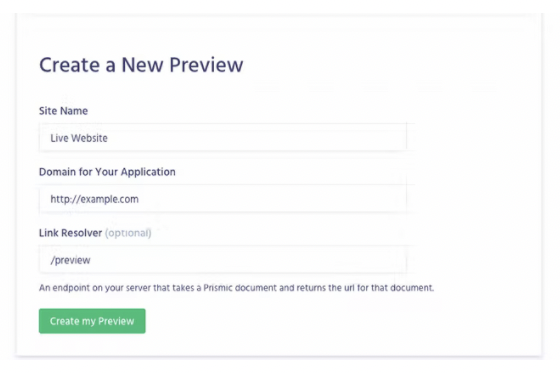 Create a New Preview
Site Name
Live Website
Domain for Your Application
http://example.com
Link Resolver (optional)
/preview
An endpoint on your server that takes a Prismic document and returns the url for that document.
Create my Preview